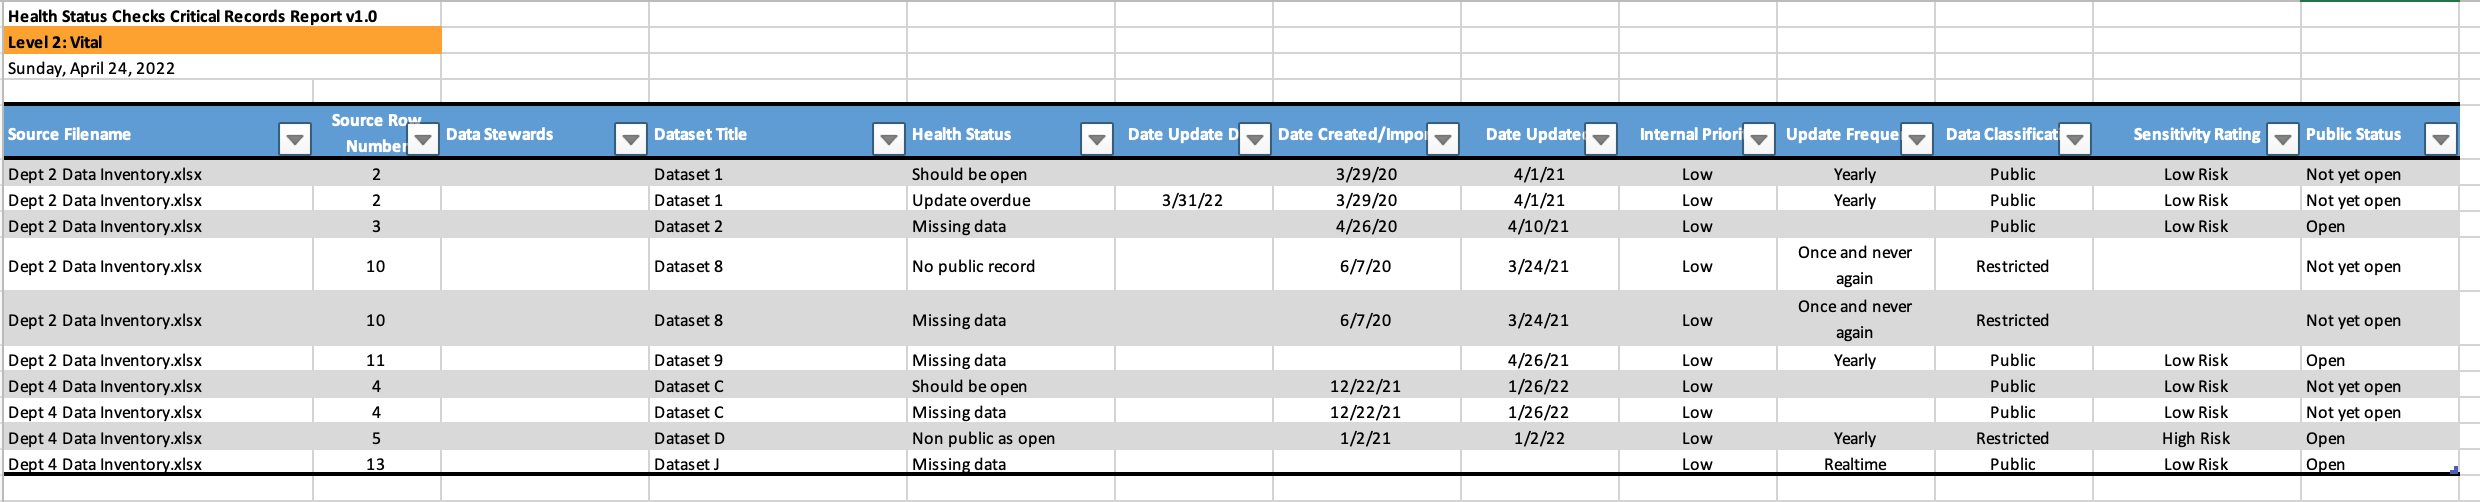 Health Status Checks Critical Records Report v1.0
Level 2: Vital
Sunday, April 24, 2022
Source Filename Source Row Number Data Stewards Dataset Title Health Status Date Update D Date Created/Impor Date Updated Internal Priori Update Freque Data Classificat Sensitivity Rating Public Status
Dept 2 Data Inventory.xlsx 2 Dataset 1 Should be open 3/29/20 4/1/21 Low Yearly Public Low Risk Not yet open
Dept 2 Data Inventory.xlsx 2 Dataset 1 Update overdue 3/31/22 3/29/20 4/1/21 Low Yearly Public Low Risk Not yet open
Dept 2 Data Inventory.xlsx 3 Dataset 2 Missing data 4/26/20 4/10/21 Low Public Low Risk Open
Dept 2 Data Inventory.xlsx 10 Dataset 8 No public record 6/7/20 3/24/21 Low Once and never again Restricted Not yet open
Dept 2 Data Inventory.xlsx 10 Dataset 8 Missing data 6/7/20 3/24/21 Low Once and never again Restricted Not yet open
Dept 2 Data Inventory.xlsx 11 Dataset 9 Missing data 4/26/21 Low Yearly Public Low Risk Open
Dept 4 Data Inventory.xlsx 4 Dataset C Should be open 12/22/21 1/26/22 Low Public Low Risk Not yet open
Dept 4 Data Inventory.xlsx 4 Dataset C Missing data 12/22/21 1/26/22 Low Public Low Risk Not yet open
Dept 4 Data Inventory.xlsx 5 Dataset D Non public as open 1/2/21 1/2/22 Low Yearly Restricted High Risk Open
Dept 4 Data Inventory.xlsx 13 Dataset J Missing data Low Realtime Public Low Risk Open